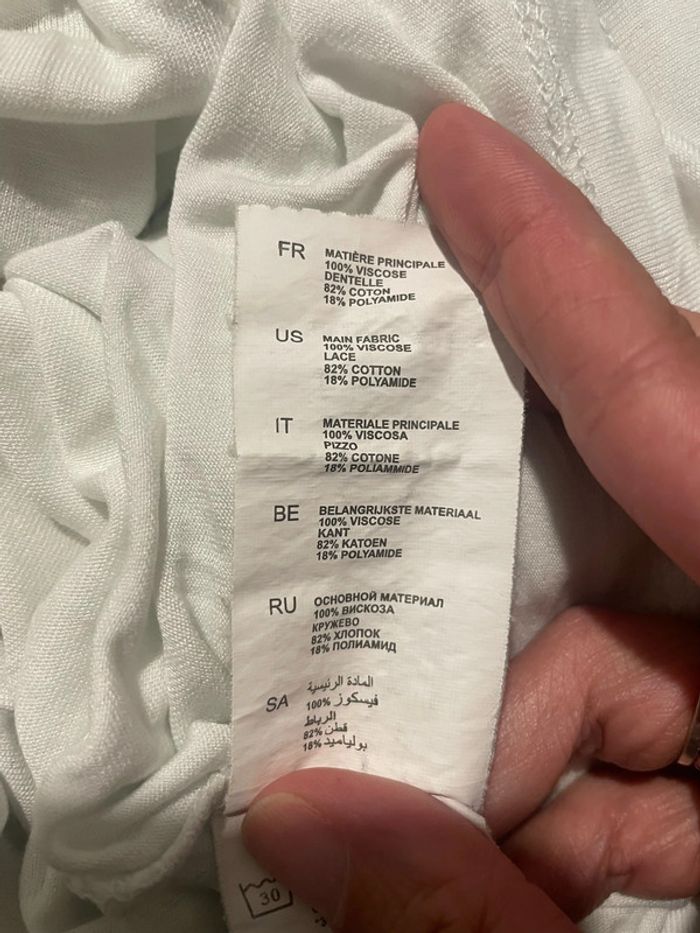 FR
MATIÈRE PRINCIPALE
100% VISCOSE
DENTELLE
82% COTON
18% POLYAMIDE
US
MAIN FABRIC
100% VISCOSE
LACE
82% COTTON
18% POLYAMIDE
IT
MATERIALE PRINCIPALE
100% VISCOSA
PIZZO
82% COTONE
18% POLIAMMIDE
BE
BELANGRIJKSTE MATERIAAL
100% VISCOSE
KANT
82% KATOEN
18% POLYAMIDE
RU
ОСНОВНОЙ МАТЕРИАЛ
100% ВИСКОЗА
КРУЖЕВО
82% ХЛОПОК
18% ПОЛИАМИД
SA
المادة الرئيسية
فيسكوز 100%
الرباط
قطن 82%
بولياميد 18%
30